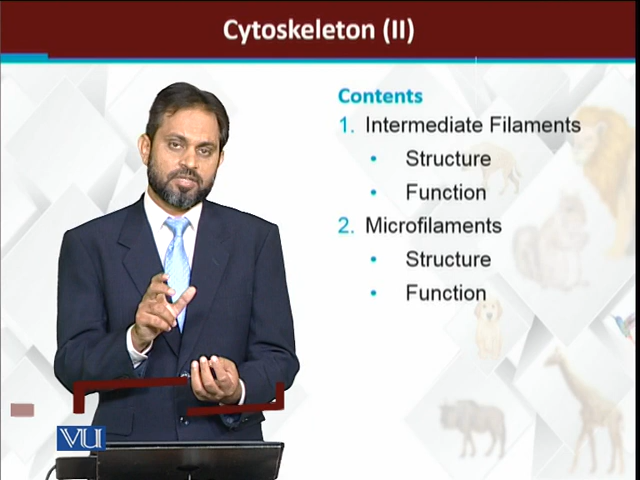 Cytoskeleton (II)
Contents
1. Intermediate Filaments
• Structure
• Function
2. Microfilaments
• Structure
• Function
VU